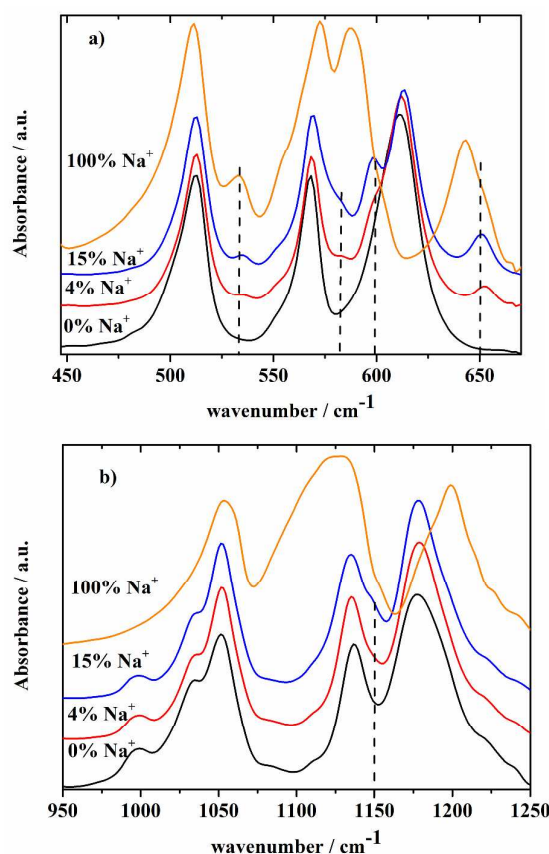 a)
Absorbance / a.u.
100% Na+
15% Na+
4% Na+
0% Na+
450 500 550 600 650
wavenumber / cm-1
b)
Absorbance / a.u.
100% Na+
15% Na+
4% Na+
0% Na+
950 1000 1050 1100 1150 1200 1250
wavenumber / cm-1